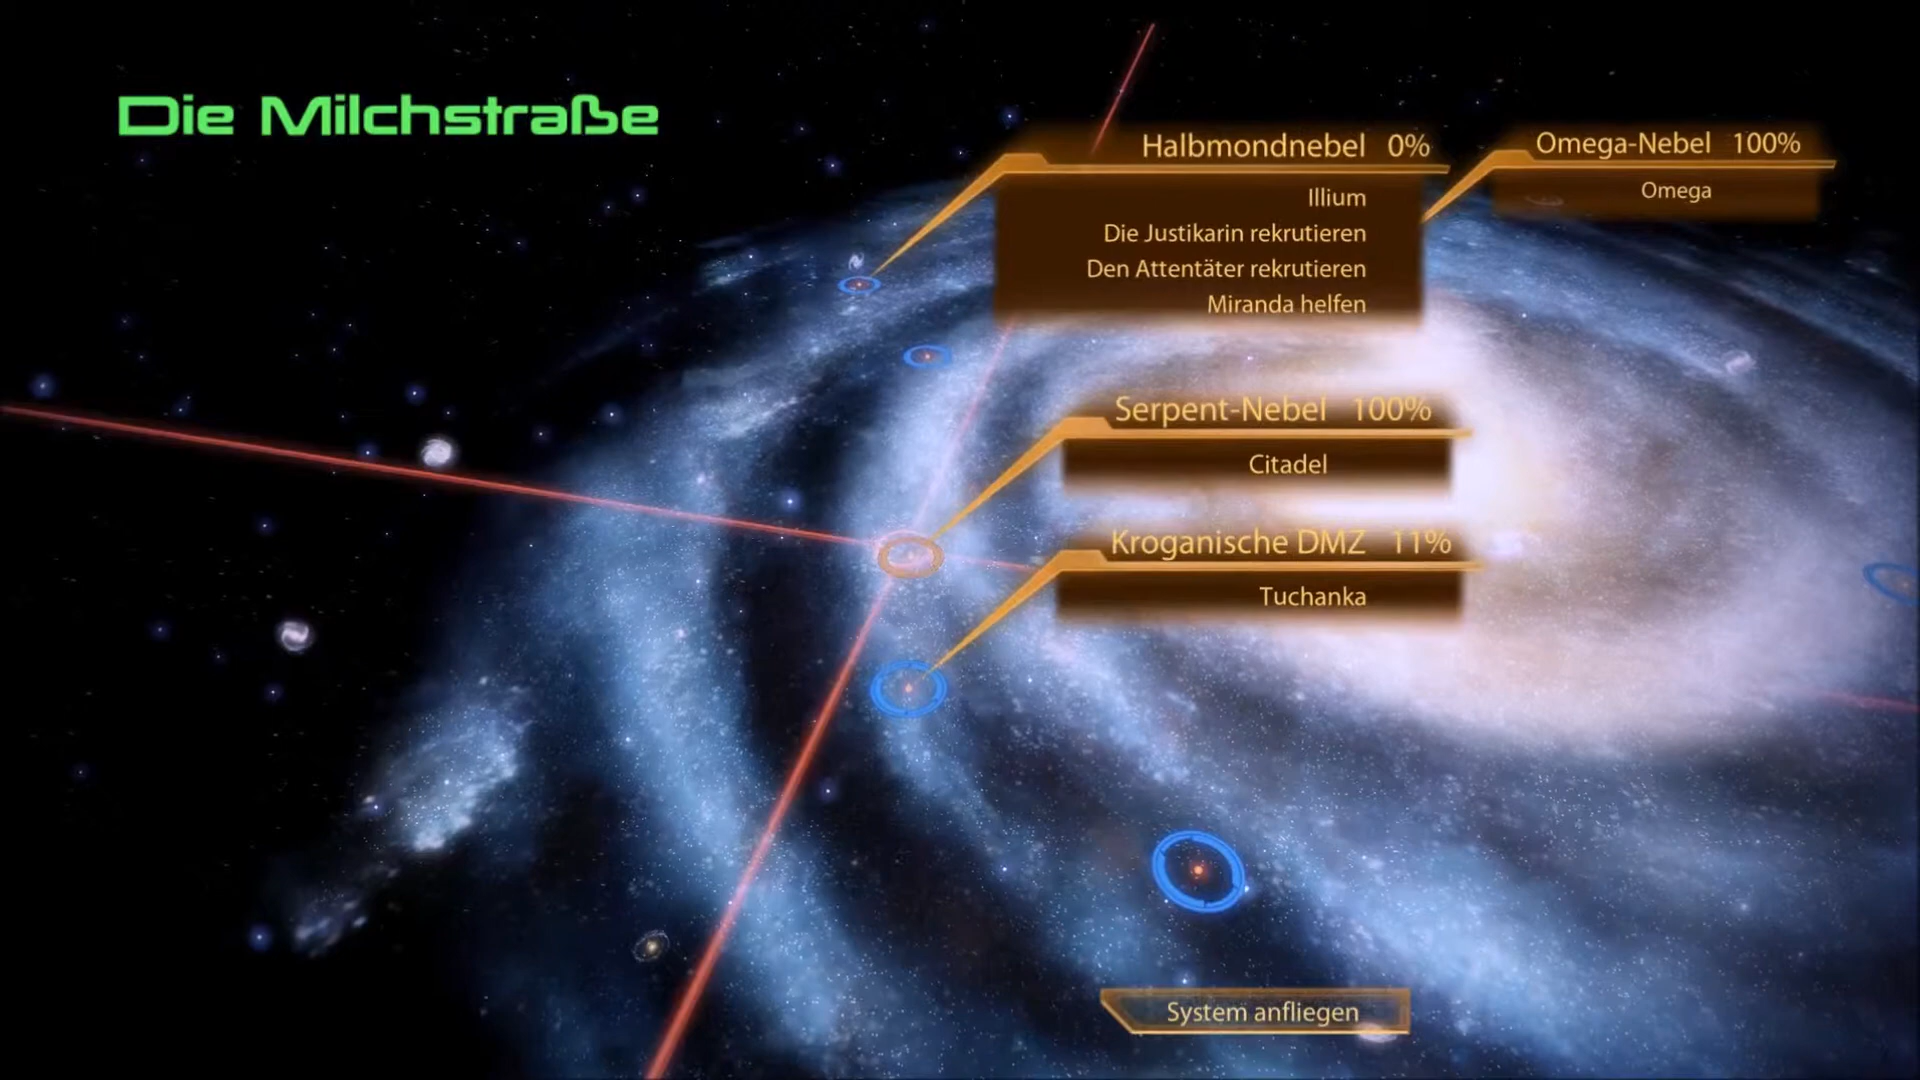 Die Milchstraße
Halbmondnebel 0%
Illium
Die Justikarin rekrutieren
Den Attentäter rekrutieren
Miranda helfen
Omega-Nebel 100%
Omega
Serpent-Nebel 100%
Citadel
Kroganische DMZ 11%
Tuchanka
System anfliegen